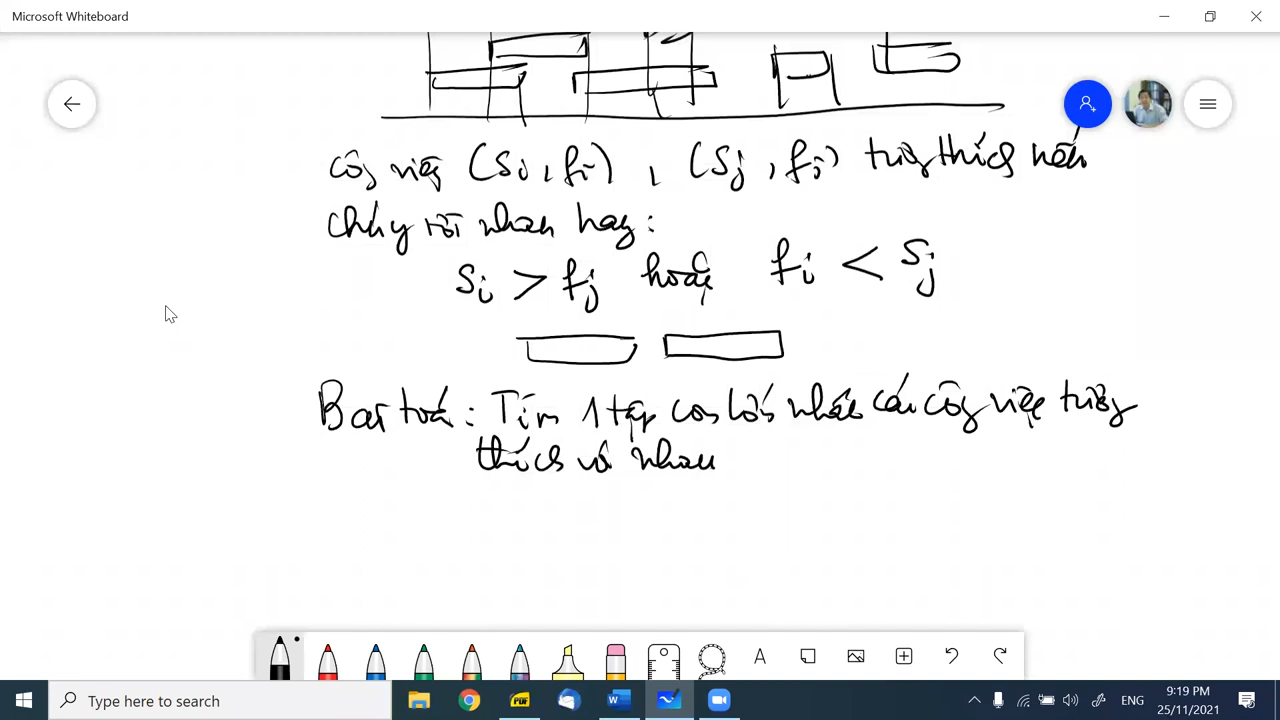 Microsoft Whiteboard
Công việc (si, fi), (sj, fj) tương thích nếu
chúng rời nhau hay:
si > fj hoặc fi < sj
Bài toán: Tìm 1 tập con lớn nhất các công việc tương
thích với nhau
Type here to search
PDF
ENG
9:19 PM
25/11/2021